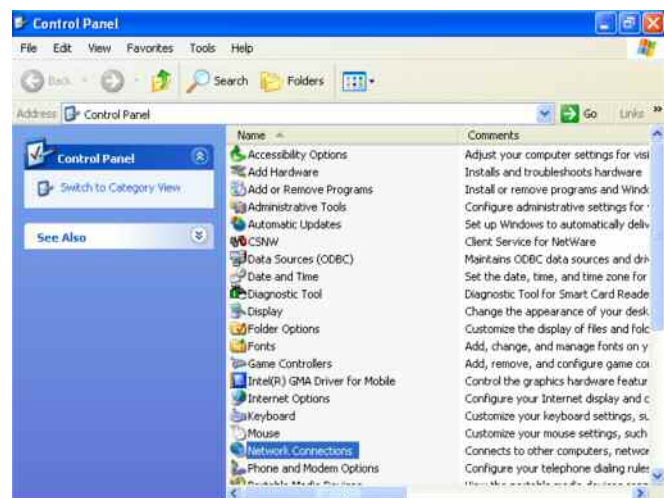 Control Panel
File Edit View Favorites Tools Help
Back Search Folders
Address Control Panel Go Links »
Control Panel
Switch to Category View
See Also
Name Comments
Accessibility Options Adjust your computer settings for visi
Add Hardware Installs and troubleshoots hardware
Add or Remove Programs Install or remove programs and Windo
Administrative Tools Configure administrative settings for
Automatic Updates Set up Windows to automatically deliv
CSNW Client Service for NetWare
Data Sources (ODBC) Maintains ODBC data sources and driv
Date and Time Set the date, time, and time zone for
Diagnostic Tool Diagnostic Tool for Smart Card Reade
Display Change the appearance of your desk
Folder Options Customize the display of files and fold
Fonts Add, change, and manage fonts on y
Game Controllers Add, remove, and configure game con
Intel(R) GMA Driver for Mobile Control the graphics hardware featur
Internet Options Configure your Internet display and c
Keyboard Customize your keyboard settings, su
Mouse Customize your mouse settings, such
Network Connections Connects to other computers, networ
Phone and Modem Options Configure your telephone dialing rules